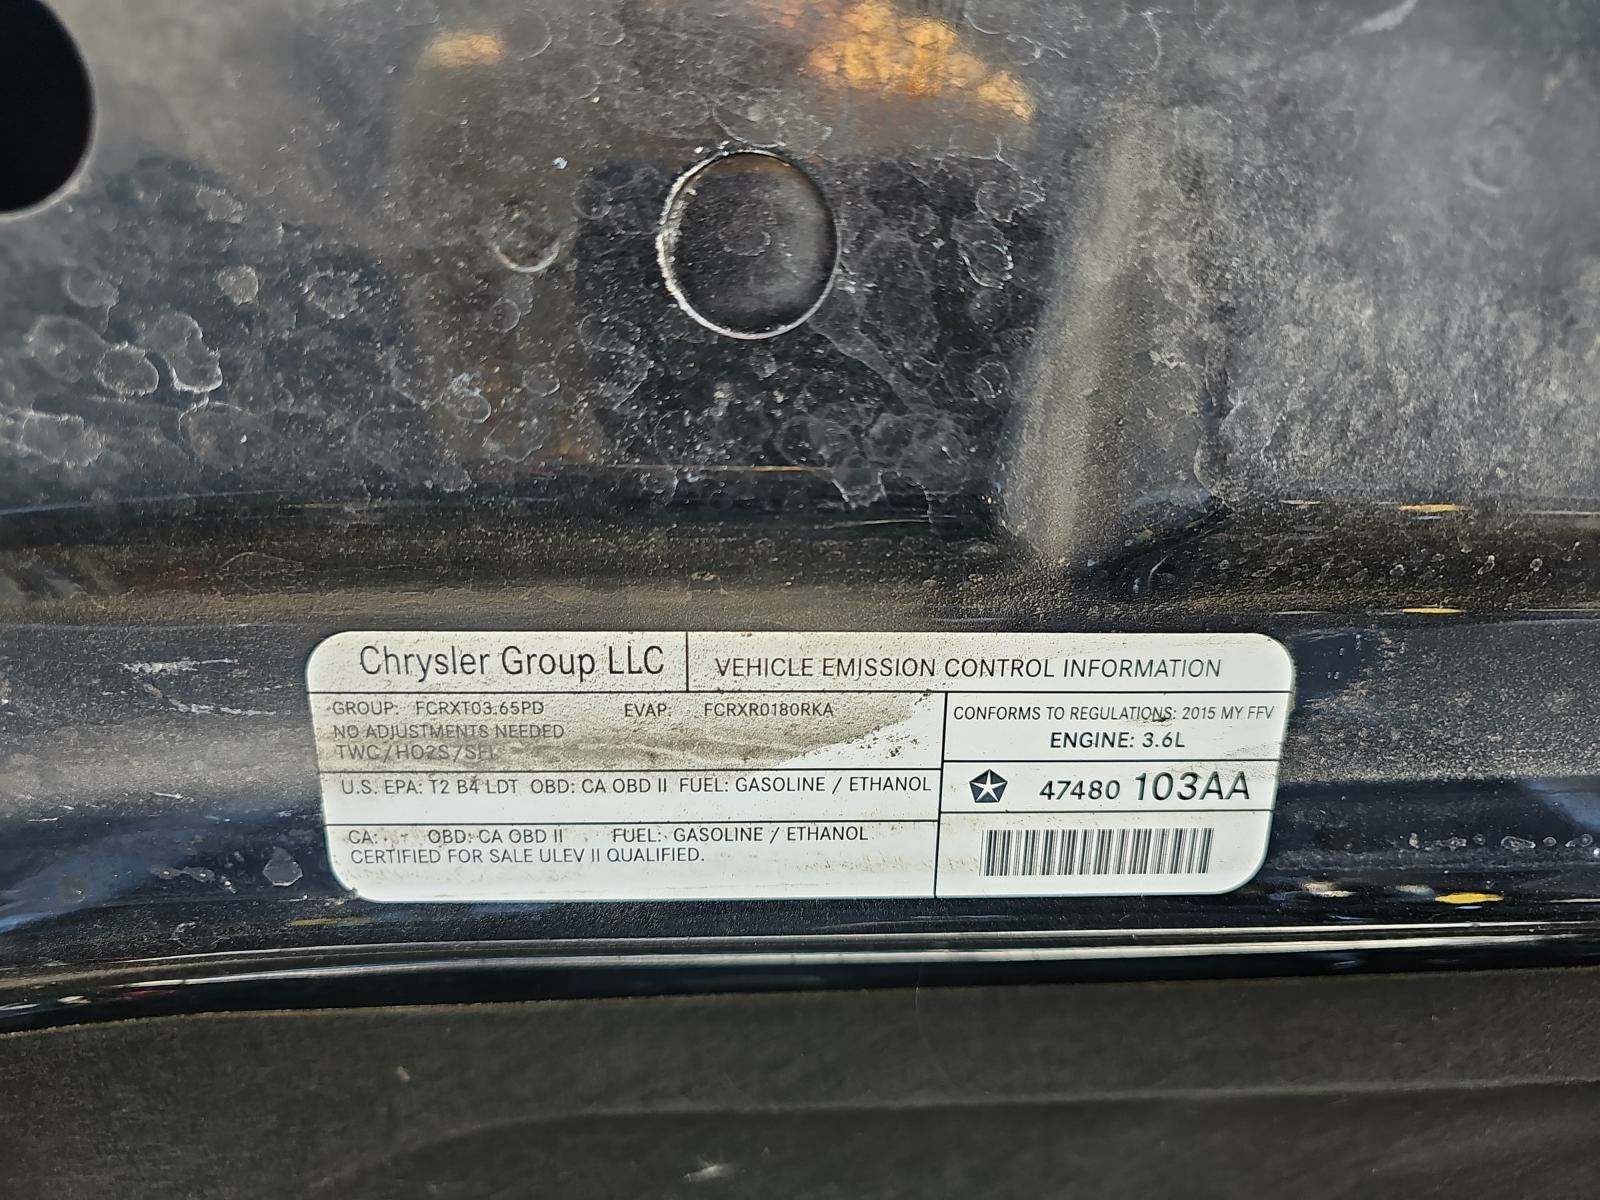 Chrysler Group LLC
VEHICLE EMISSION CONTROL INFORMATION
GROUP: FCRXT03.65PD EVAP: FCRXR0180RKA
NO ADJUSTMENTS NEEDED
TWC/HO2S/SFI
CONFORMS TO REGULATIONS: 2015 MY FFV
ENGINE: 3.6L
U.S. EPA: T2 B4 LDT OBD: CA OBD II FUEL: GASOLINE / ETHANOL
47480 103AA
CA: OBD: CA OBD II FUEL: GASOLINE / ETHANOL
CERTIFIED FOR SALE ULEV II QUALIFIED.